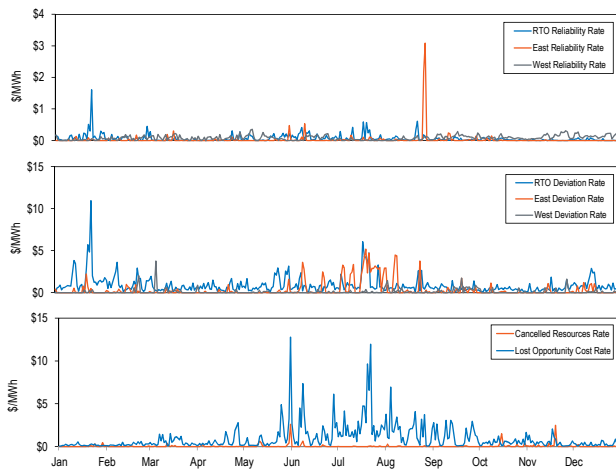 $4
$3
$2
$1
$0
$/MWh
RTO Reliability Rate
East Reliability Rate
West Reliability Rate
$15
$10
$5
$0
$/MWh
RTO Deviation Rate
East Deviation Rate
West Deviation Rate
$15
$10
$5
$0
$/MWh
Cancelled Resources Rate
Lost Opportunity Cost Rate
Jan Feb Mar Apr May Jun Jul Aug Sep Oct Nov Dec